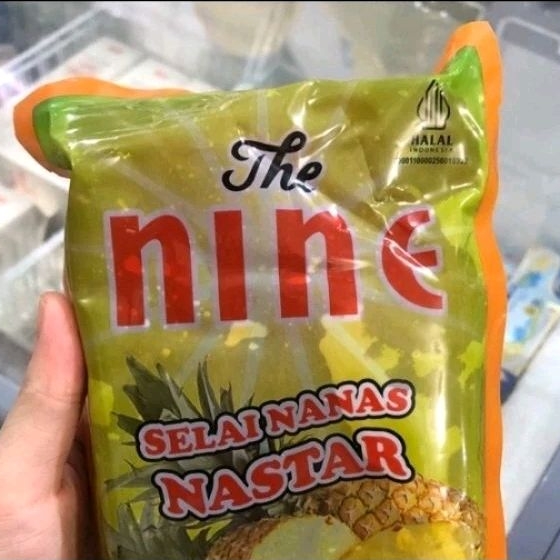 The
nine
HALAL
INDONESIA
SELAI NANAS
NASTAR